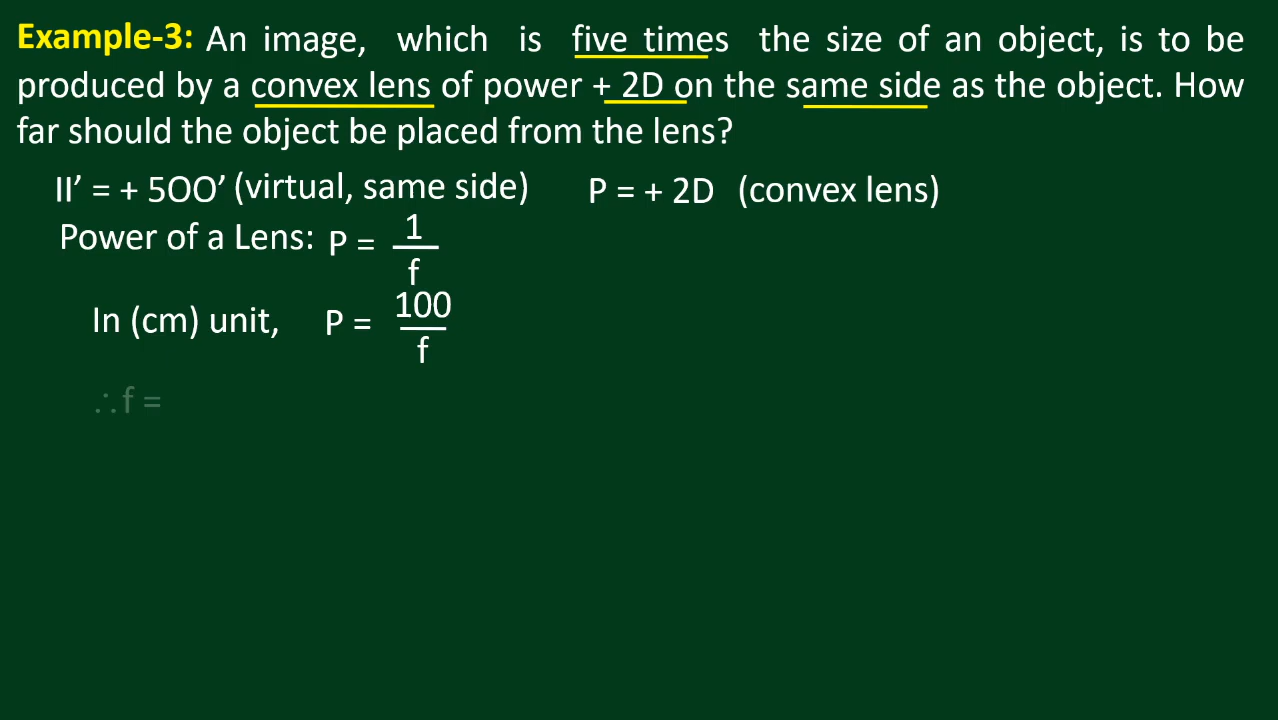 Example-3: An image, which is five times the size of an object, is to be
produced by a convex lens of power + 2D on the same side as the object. How
far should the object be placed from the lens?
II’ = + 5OO’ (virtual, same side) P = + 2D (convex lens)
Power of a Lens: P = 1/f
In (cm) unit, P = 100/f
∴f =